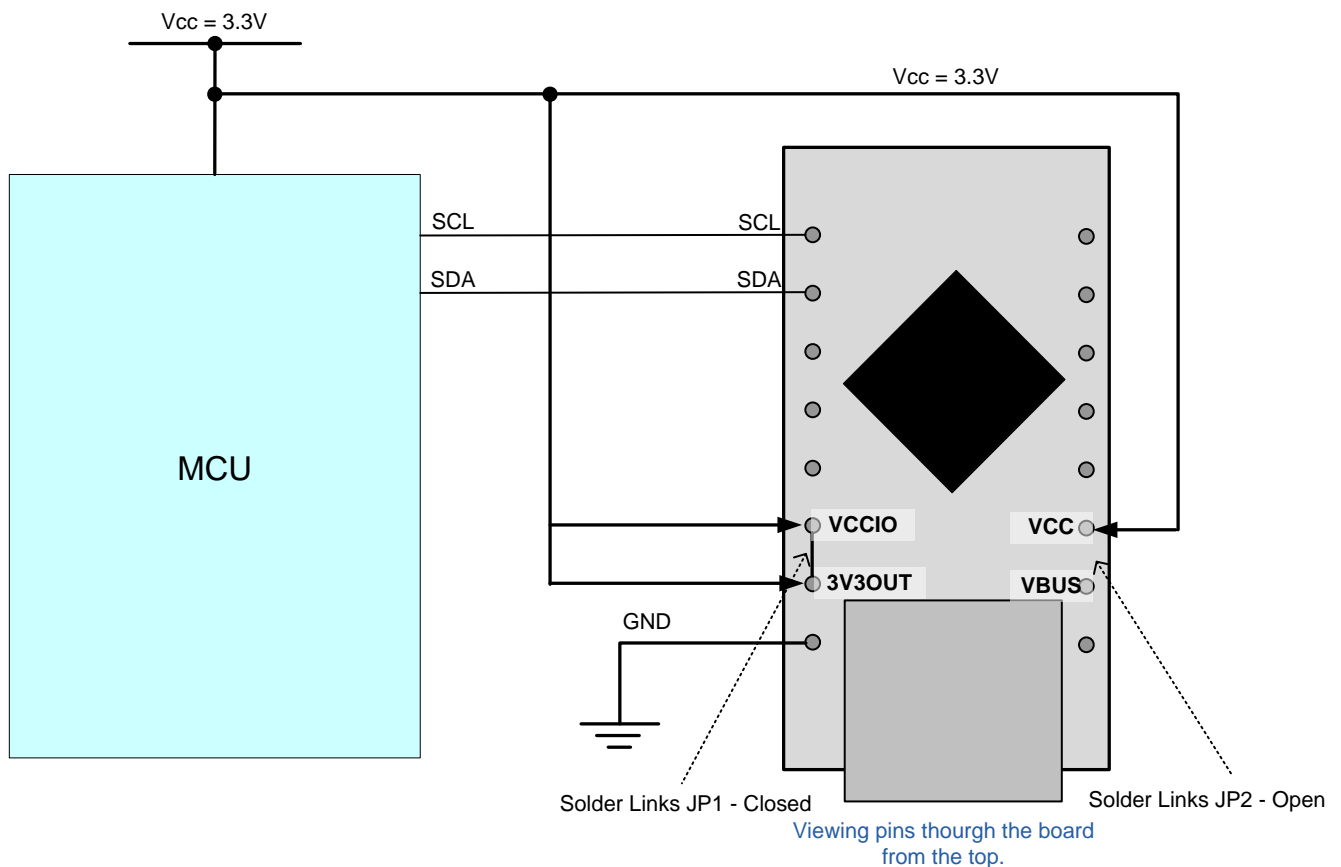 Vcc = 3.3V
Vcc = 3.3V
SCL
SCL
SDA
SDA
MCU
VCCIO
VCC
3V3OUT
VBUS
GND
Solder Links JP1 - Closed
Solder Links JP2 - Open
Viewing pins thourgh the board
from the top.